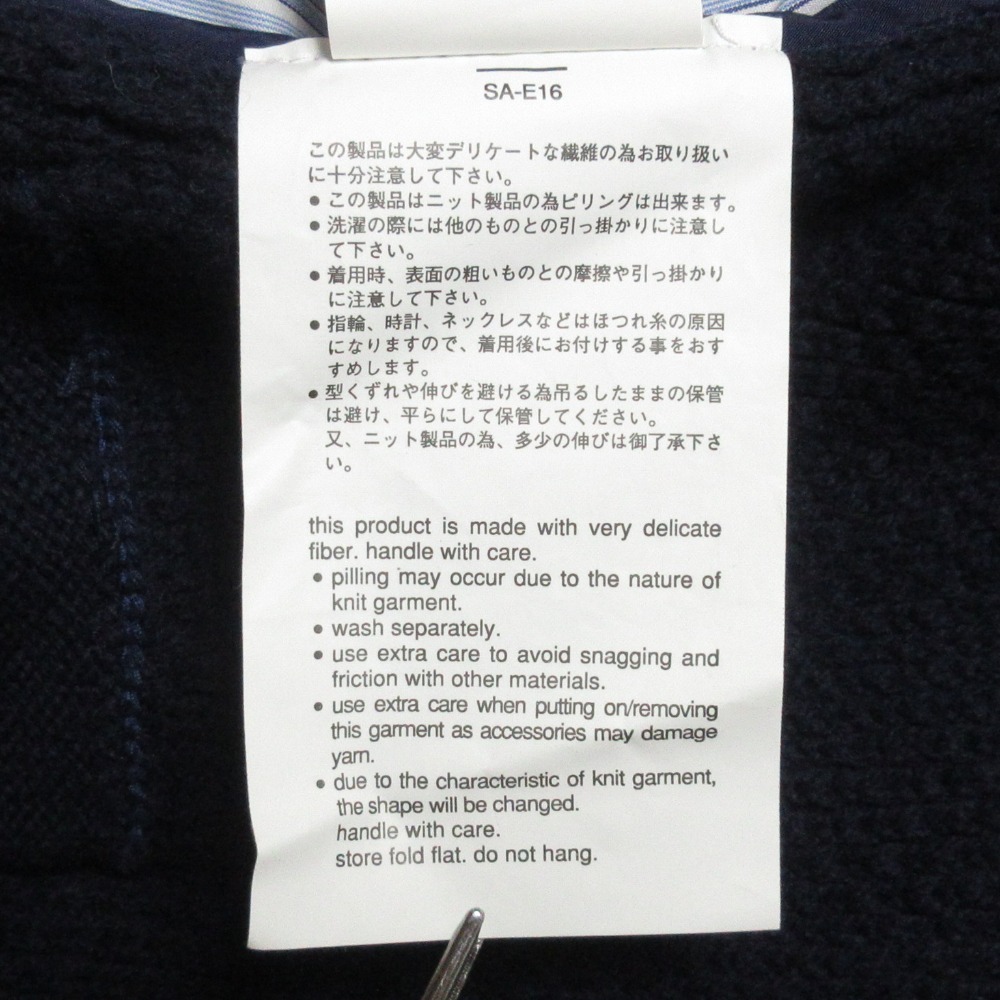 SA-E16
この製品は大変デリケートな繊維の為お取り扱い
に十分注意して下さい。
● この製品はニット製品の為ピリングは出来ます。
● 洗濯の際には他のものとの引っ掛かりに注意し
て下さい。
● 着用時、表面の粗いものとの摩擦や引っ掛かり
に注意して下さい。
● 指輪、時計、ネックレスなどはほつれ糸の原因
になりますので、着用後にお付けする事をおす
すめします。
● 型くずれや伸びを避ける為吊るしたままの保管
は避け、平らにして保管してください。
又、ニット製品の為、多少の伸びは御了承下さ
い。
this product is made with very delicate
fiber. handle with care.
● pilling may occur due to the nature of
knit garment.
● wash separately.
● use extra care to avoid snagging and
friction with other materials.
● use extra care when putting on/removing
this garment as accessories may damage
yarn.
● due to the characteristic of knit garment,
the shape will be changed.
handle with care.
store fold flat. do not hang.